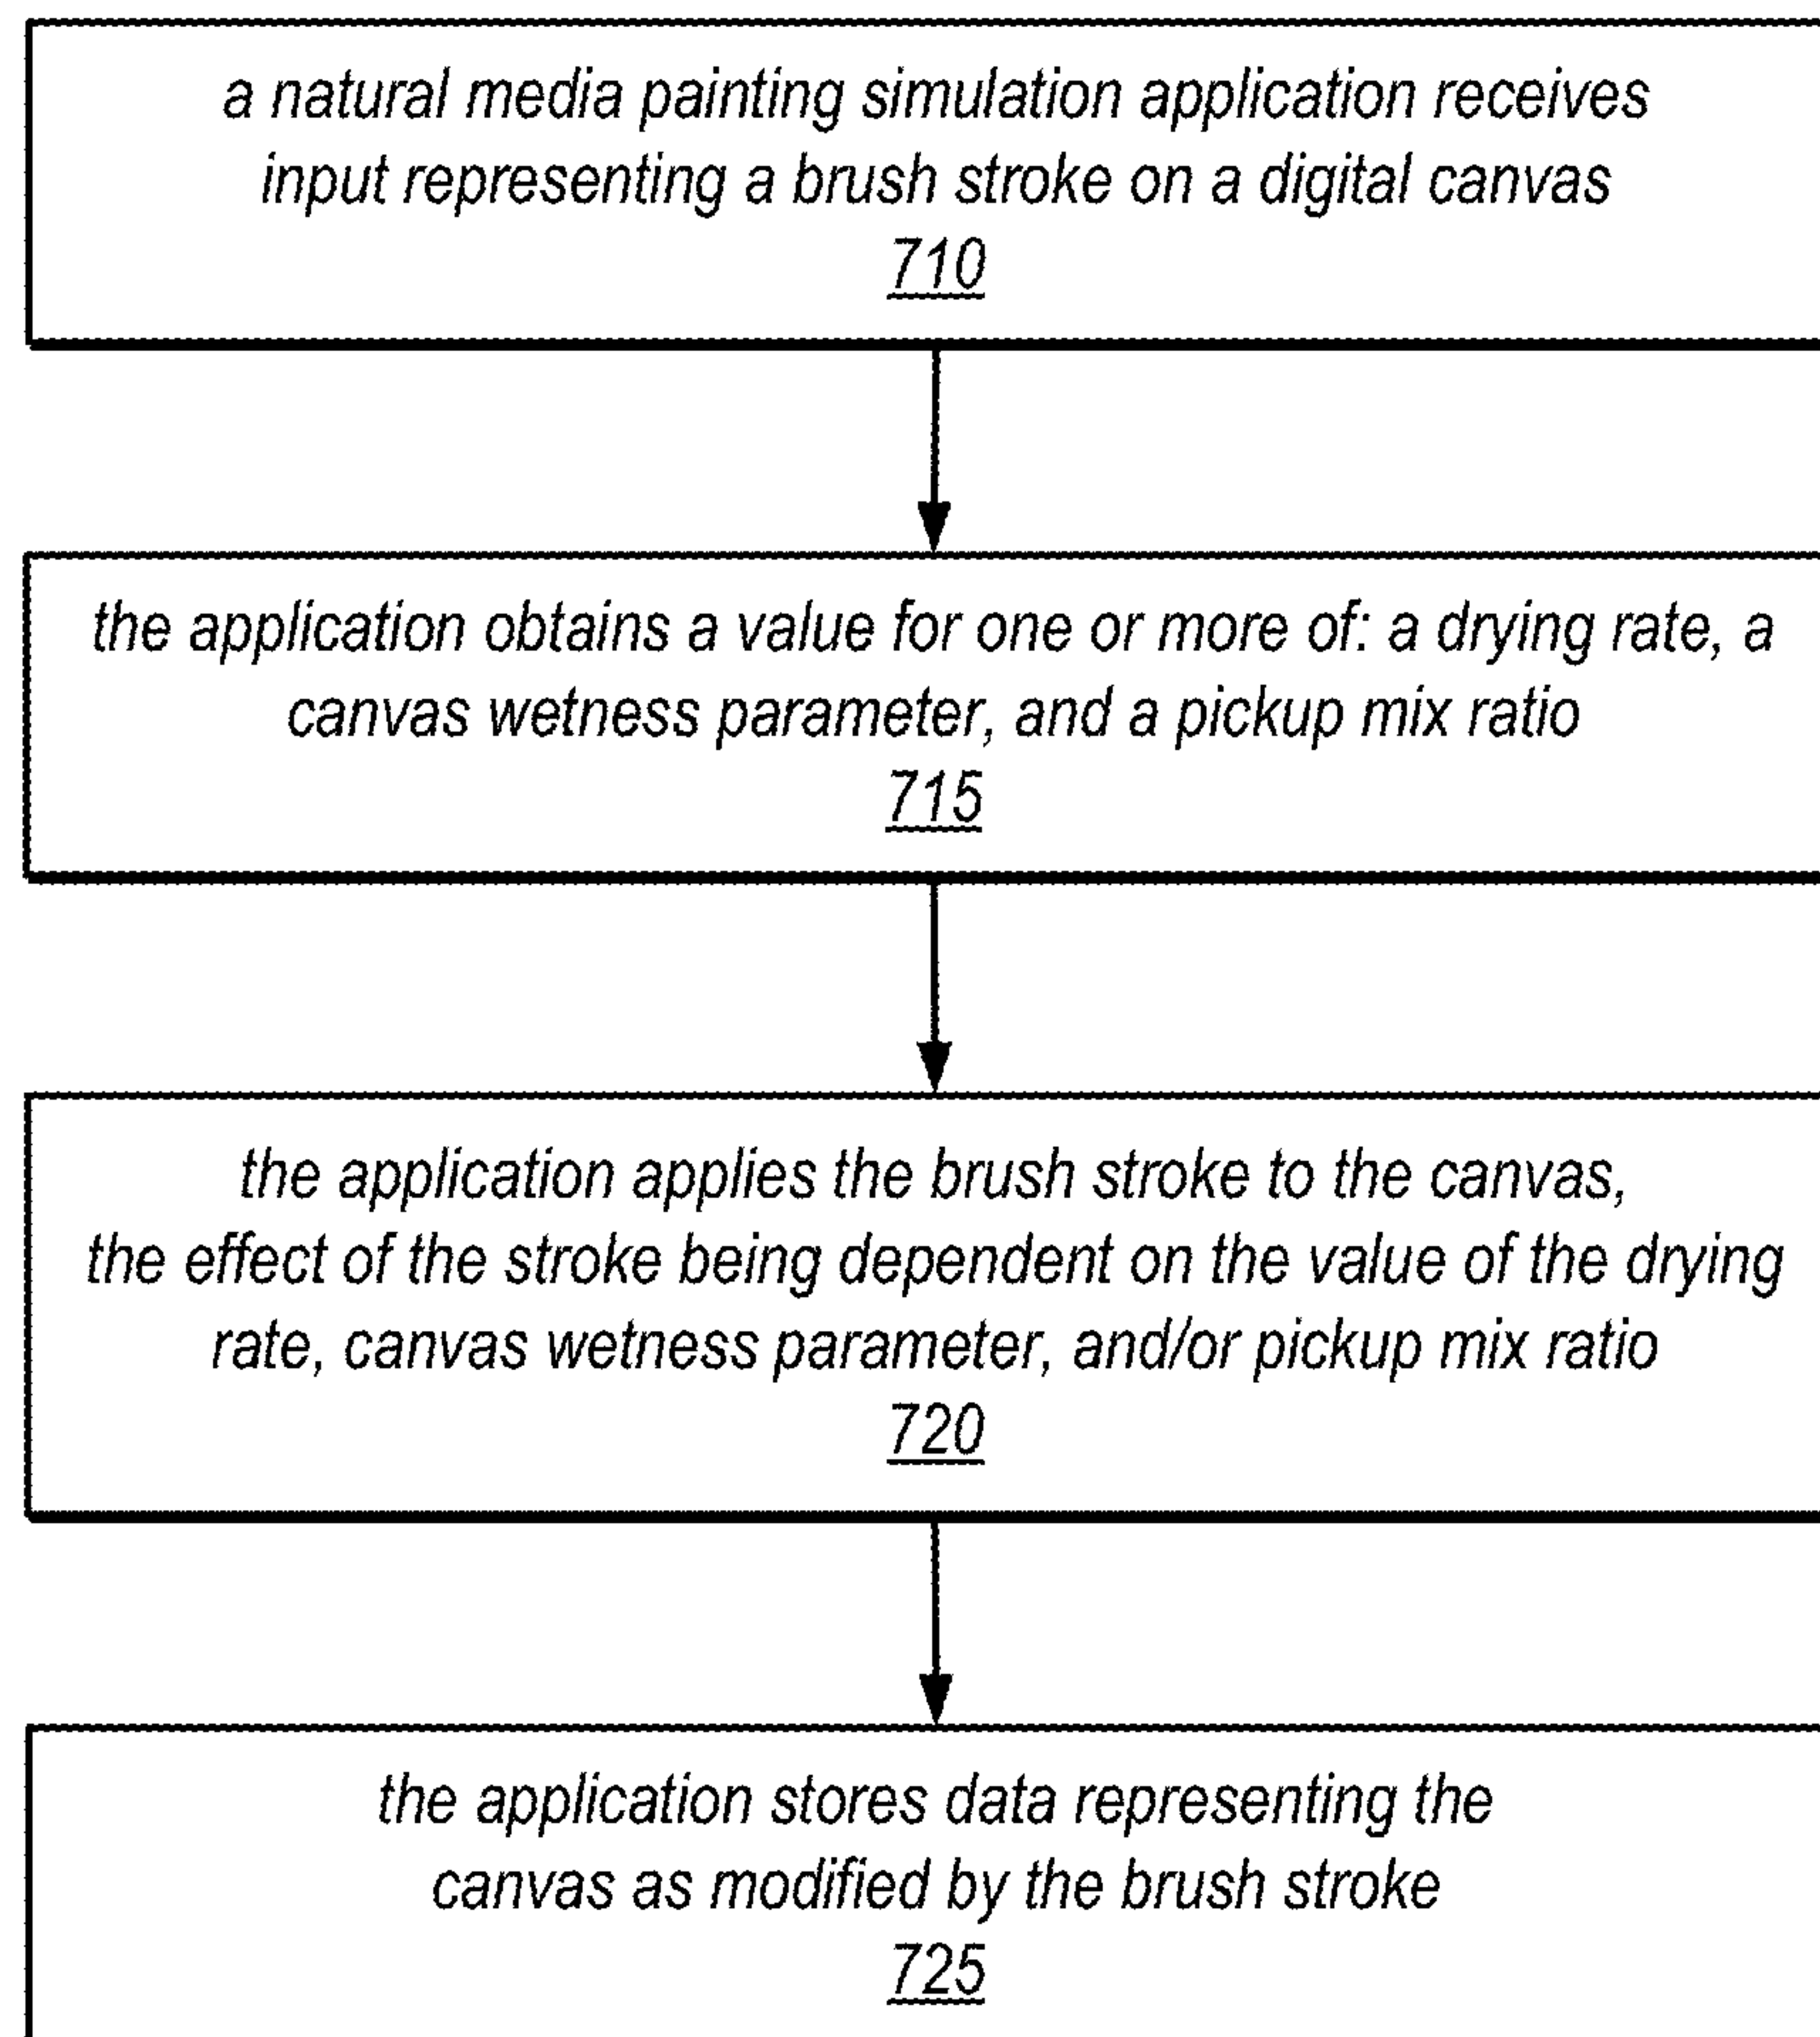 a natural media painting simulation application receives
input representing a brush stroke on a digital canvas
710
the application obtains a value for one or more of: a drying rate, a
canvas wetness parameter, and a pickup mix ratio
715
the application applies the brush stroke to the canvas,
the effect of the stroke being dependent on the value of the drying
rate, canvas wetness parameter, and/or pickup mix ratio
720
the application stores data representing the
canvas as modified by the brush stroke
725